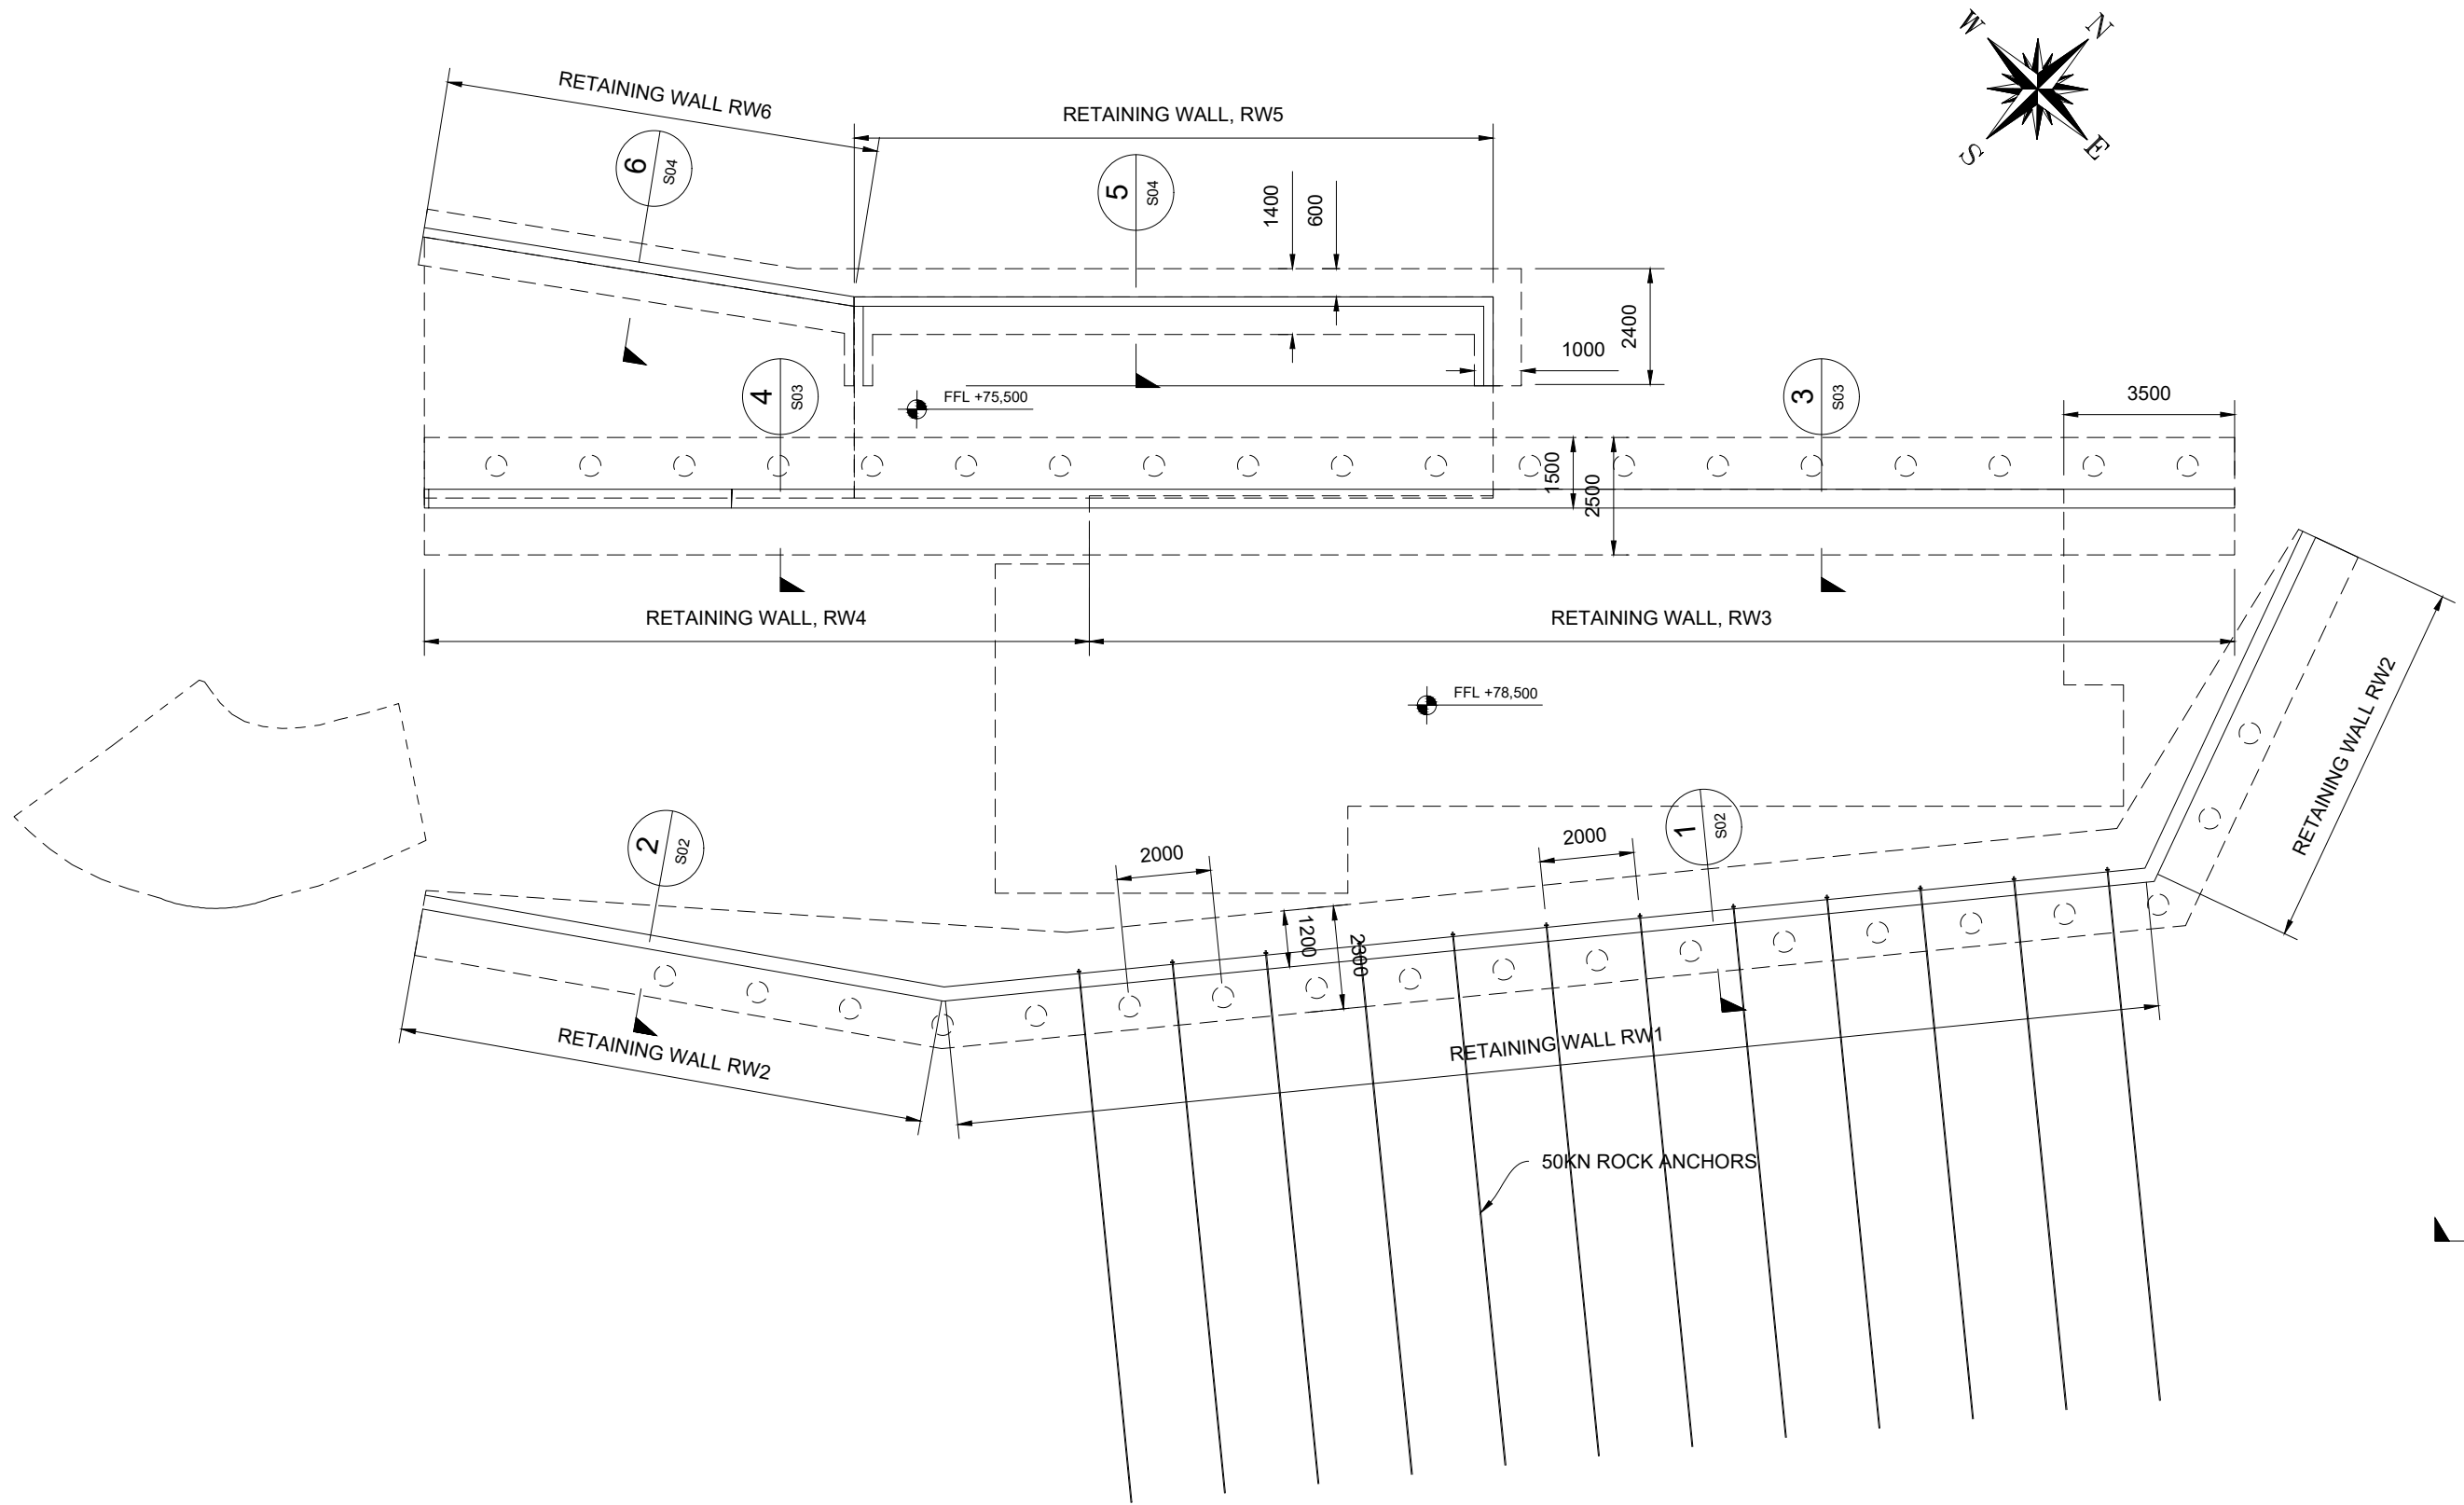 W
N
S
E
RETAINING WALL RW6
RETAINING WALL, RW5
6
S04
5
S04
1400
600
2400
1000
4
S03
FFL +75,500
3
S03
3500
1500
2500
RETAINING WALL, RW4
RETAINING WALL, RW3
FFL +78,500
RETAINING WALL RW2
2
S02
2000
2000
1
S02
1200
2300
RETAINING WALL RW2
RETAINING WALL RW1
50KN ROCK ANCHORS